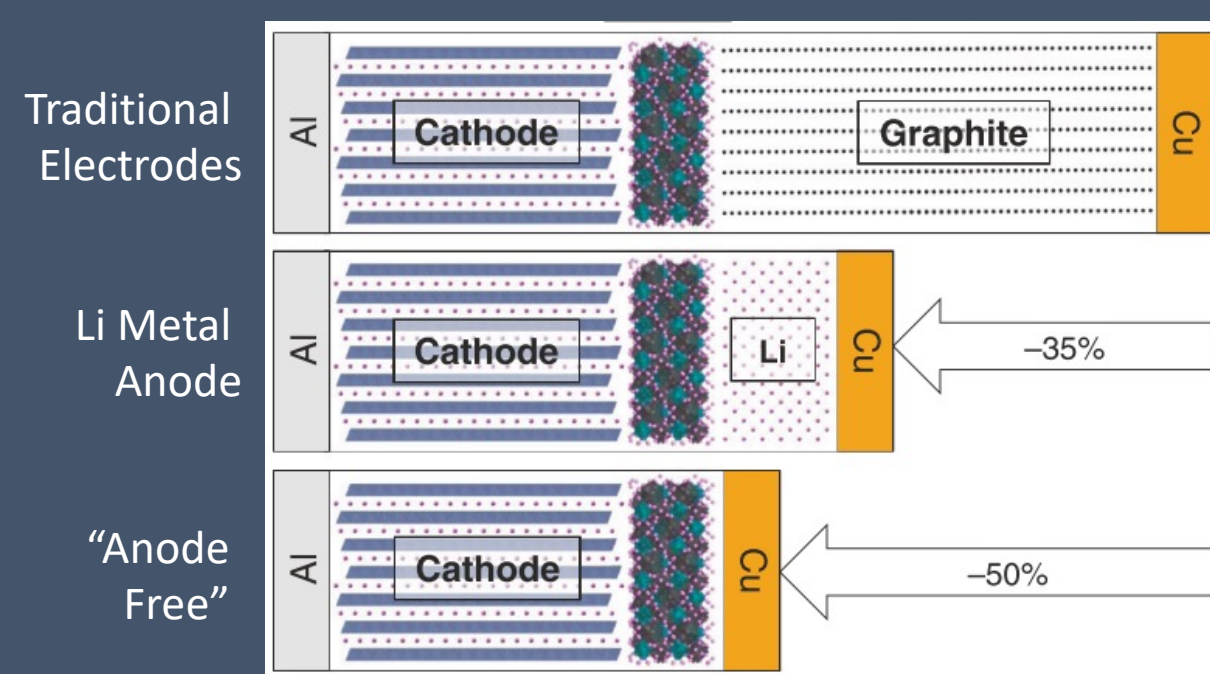 Traditional
Electrodes
Al
Cathode
Graphite
Cu
Li Metal
Anode
Al
Cathode
Li
Cu
–35%
“Anode
Free”
Al
Cathode
Cu
–50%